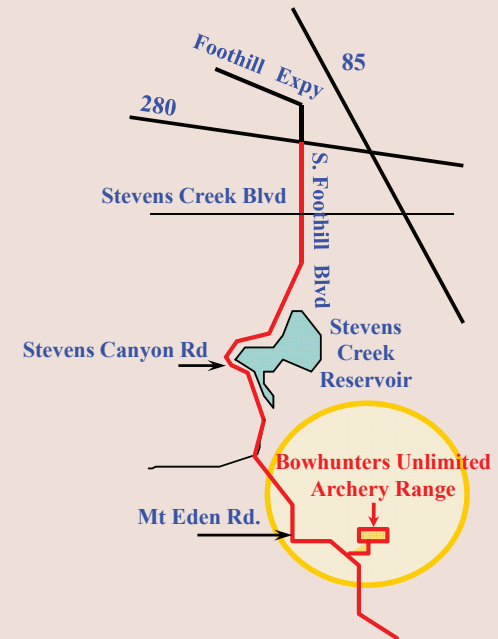 Foothill Expy
85
280
S. Foothill Blvd
Stevens Creek Blvd
Stevens
Creek
Reservoir
Stevens Canyon Rd
Bowhunters Unlimited
Archery Range
Mt Eden Rd.